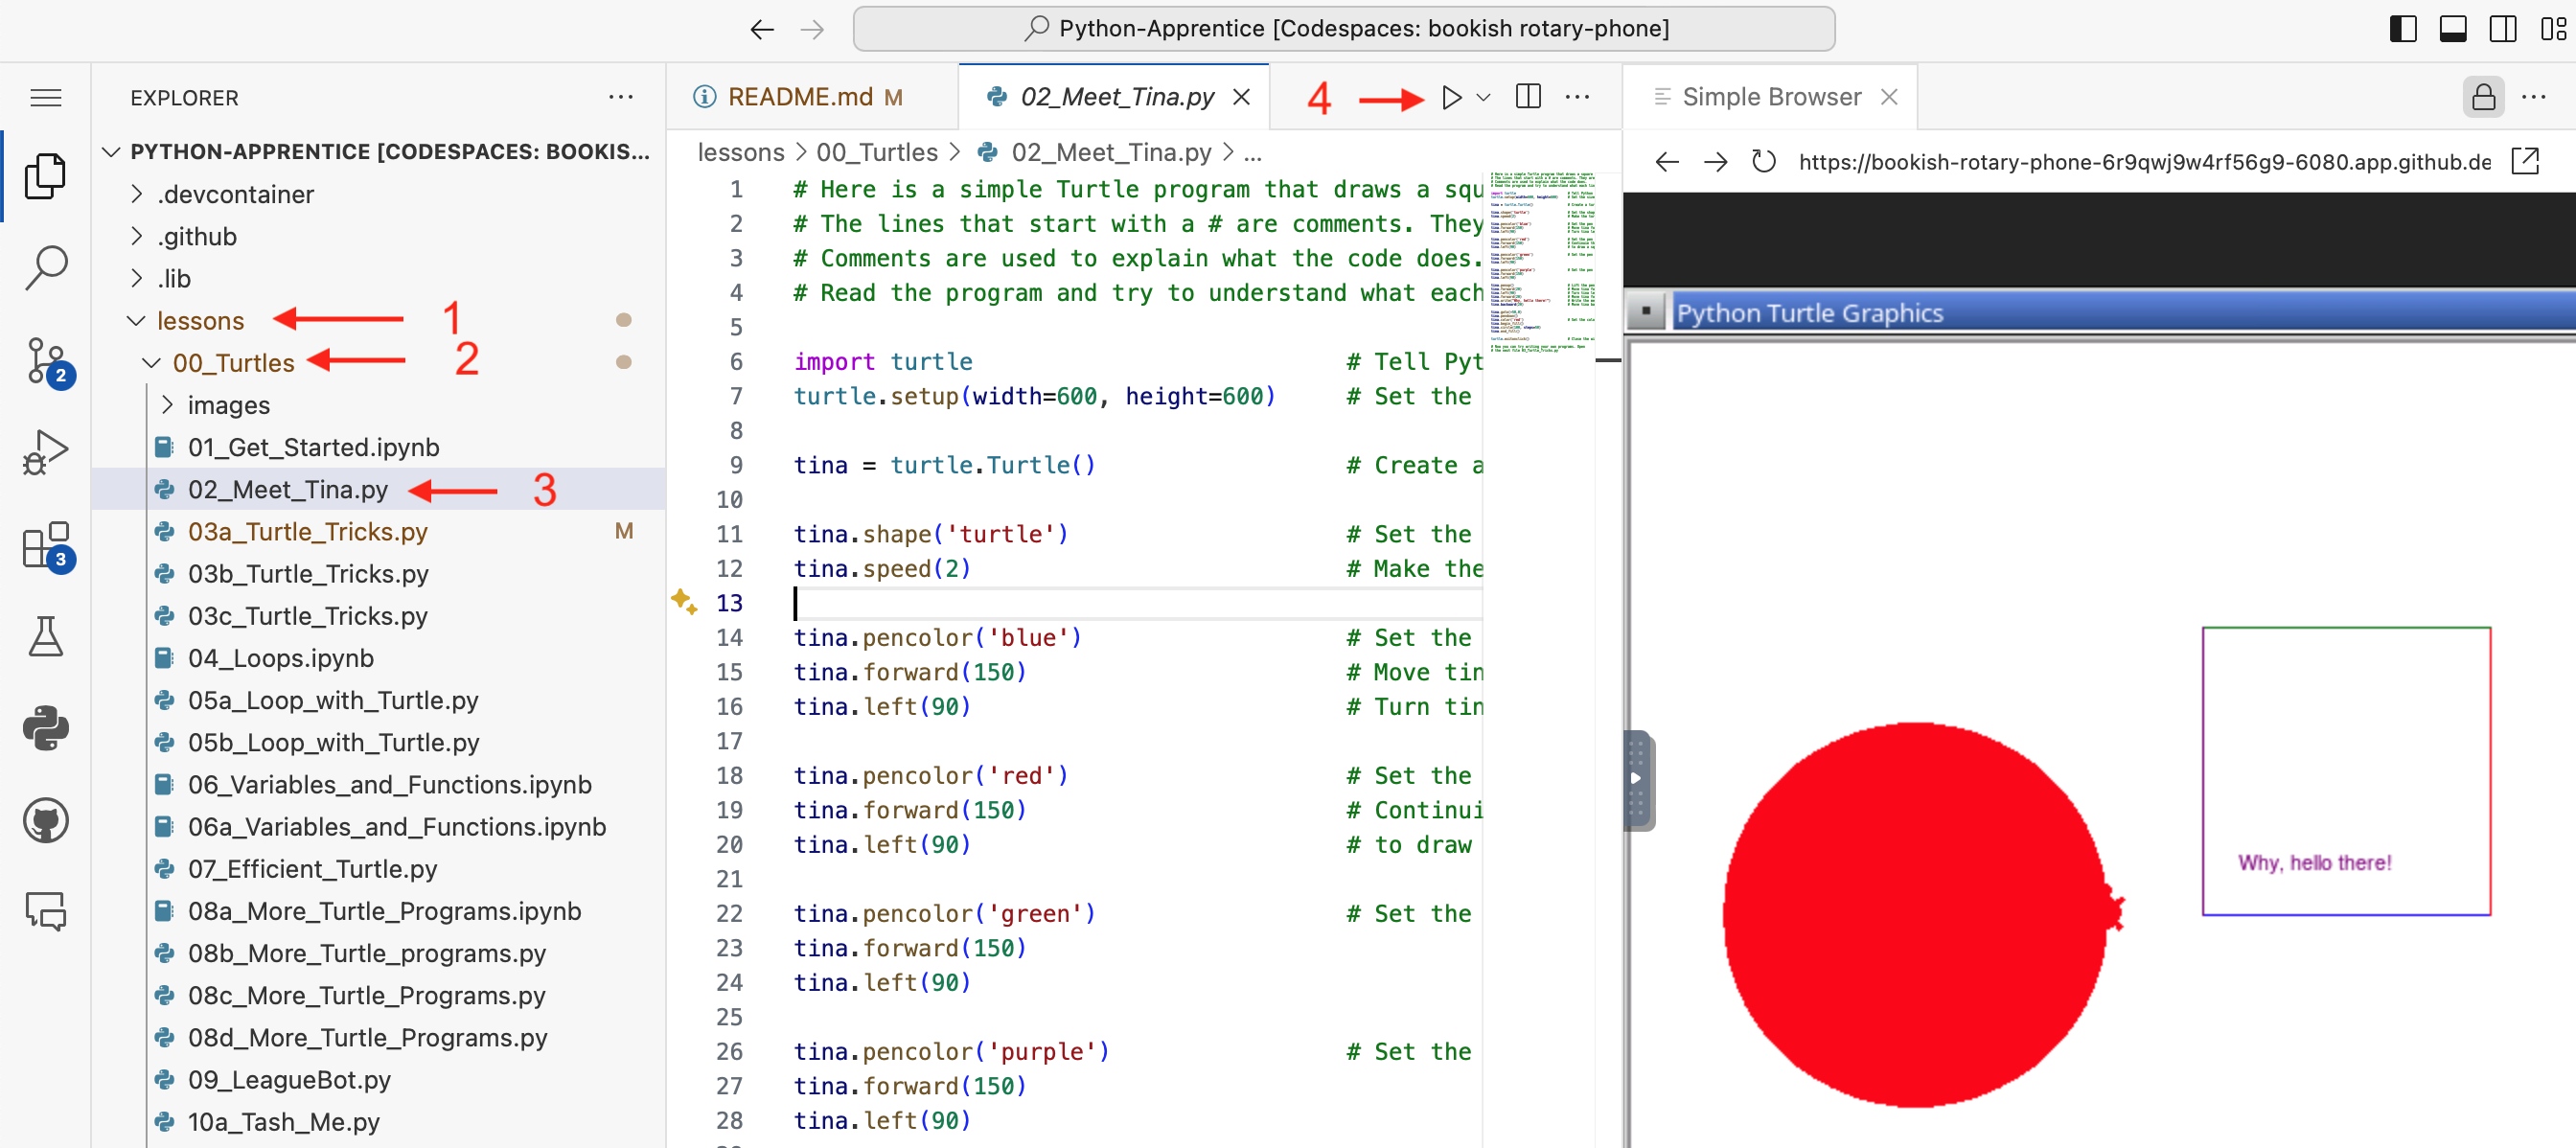 Python-Apprentice [Codespaces: bookish rotary-phone]
EXPLORER
PYTHON-APPRENTICE [CODESPACES: BOOKIS...
.devcontainer
.github
.lib
lessons
1
00_Turtles
2
images
01_Get_Started.ipynb
02_Meet_Tina.py
3
03a_Turtle_Tricks.py M
03b_Turtle_Tricks.py
03c_Turtle_Tricks.py
04_Loops.ipynb
05a_Loop_with_Turtle.py
05b_Loop_with_Turtle.py
06_Variables_and_Functions.ipynb
06a_Variables_and_Functions.ipynb
07_Efficient_Turtle.py
08a_More_Turtle_Programs.ipynb
08b_More_Turtle_programs.py
08c_More_Turtle_Programs.py
08d_More_Turtle_Programs.py
09_LeagueBot.py
10a_Tash_Me.py
2
3
README.md M
02_Meet_Tina.py
4
lessons > 00_Turtles > 02_Meet_Tina.py > ...
1 # Here is a simple Turtle program that draws a squ
2 # The lines that start with a # are comments. They
3 # Comments are used to explain what the code does.
4 # Read the program and try to understand what each
5
6 import turtle # Tell Pyt
7 turtle.setup(width=600, height=600) # Set the
8
9 tina = turtle.Turtle() # Create a
10
11 tina.shape('turtle') # Set the
12 tina.speed(2) # Make the
13
14 tina.pencolor('blue') # Set the
15 tina.forward(150) # Move tin
16 tina.left(90) # Turn tin
17
18 tina.pencolor('red') # Set the
19 tina.forward(150) # Continui
20 tina.left(90) # to draw
21
22 tina.pencolor('green') # Set the
23 tina.forward(150)
24 tina.left(90)
25
26 tina.pencolor('purple') # Set the
27 tina.forward(150)
28 tina.left(90)
Simple Browser
https://bookish-rotary-phone-6r9qwj9w4rf56g9-6080.app.github.de
Python Turtle Graphics
Why, hello there!